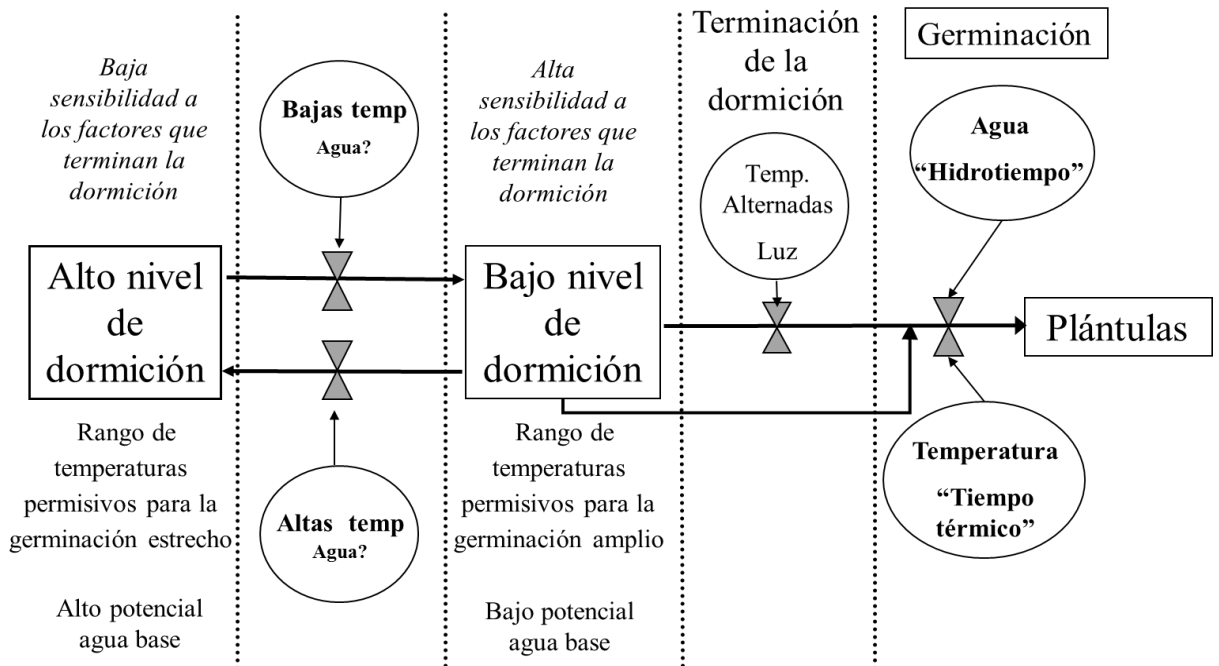 Baja
sensibilidad a
los factores que
terminan la
dormición
Alto nivel
de
dormición
Rango de
temperaturas
permisivos para la
germinación estrecho
Alto potencial
agua base
Bajas temp
Agua?
Altas temp
Agua?
Alta
sensibilidad a
los factores que
terminan la
dormición
Bajo nivel
de
dormición
Rango de
temperaturas
permisivos para la
germinación amplio
Bajo potencial
agua base
Terminación
de la
dormición
Temp.
Alternadas
Luz
Germinación
Agua
“Hidrotiempo”
Plántulas
Temperatura
“Tiempo
térmico”